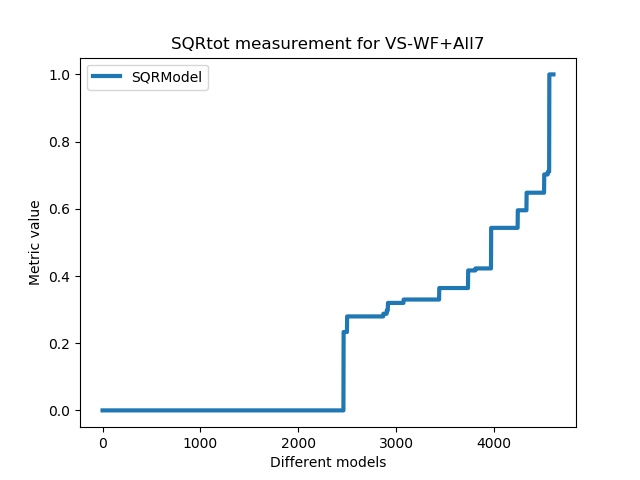 SQRtot measurement for VS-WF+All7
SQRModel
Metric value
1.0
0.8
0.6
0.4
0.2
0.0
0 1000 2000 3000 4000
Different models